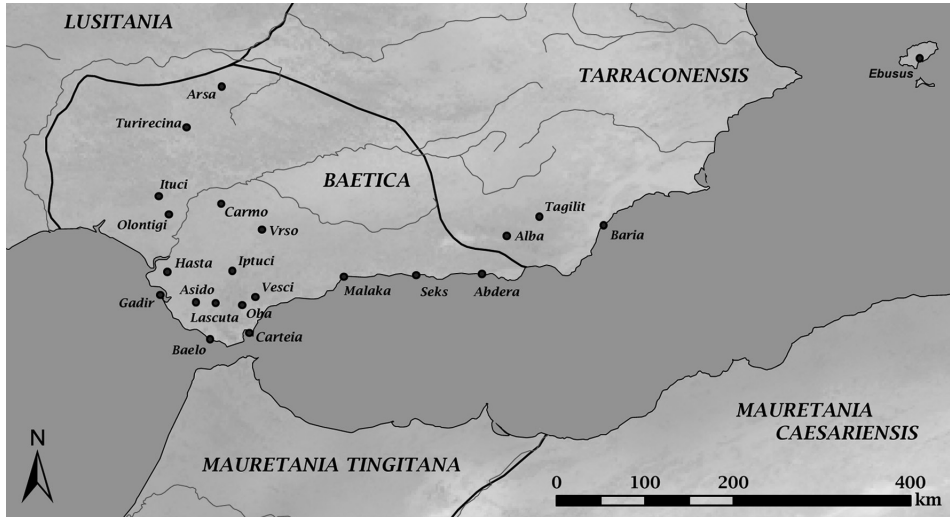 LUSITANIA
TARRACONENSIS
Ebusus
Arsa
Turirecina
BAETICA
Ituci
Carmo
Olontigi
Vrso
Tagilit
Alba
Baria
Hasta
Iptuci
Gadir
Asido
Vesci
Malaka
Seks
Abdera
Lascuta
Oba
Baelo
Carteia
MAURETANIA
CAESARIENSIS
N
MAURETANIA TINGITANA
0 100 200 400
km